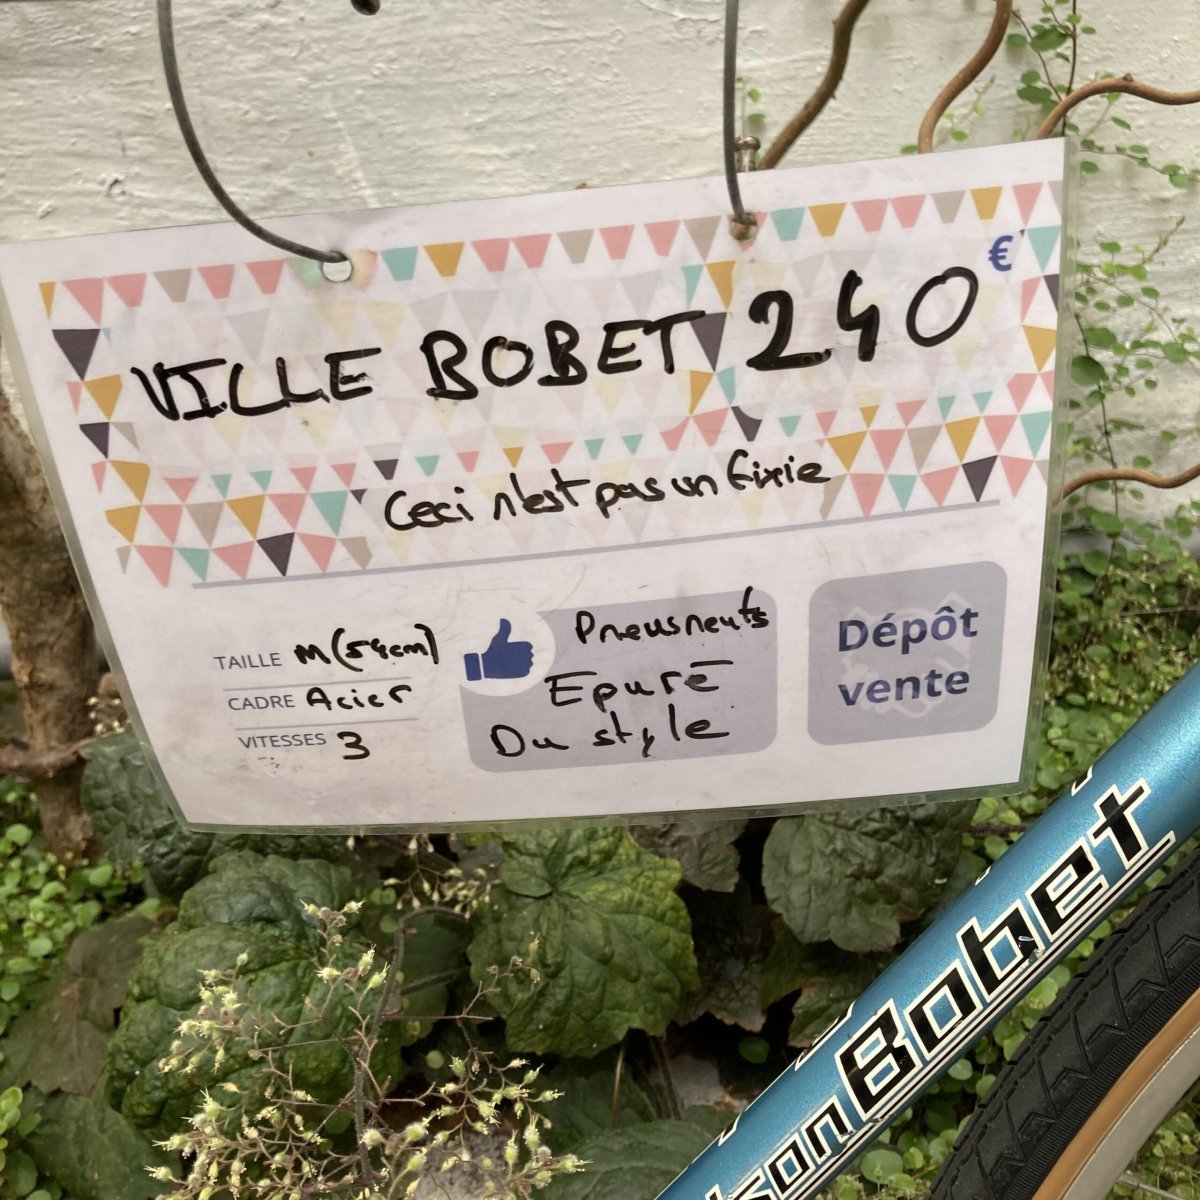 VILLE BOBET 240 €
Ceci n'est pas un fixie
TAILLE M (54cm)
CADRE Acier
VITESSES 3
Pneus neufs
Epuré
Du style
Dépôt
vente
son Bobet